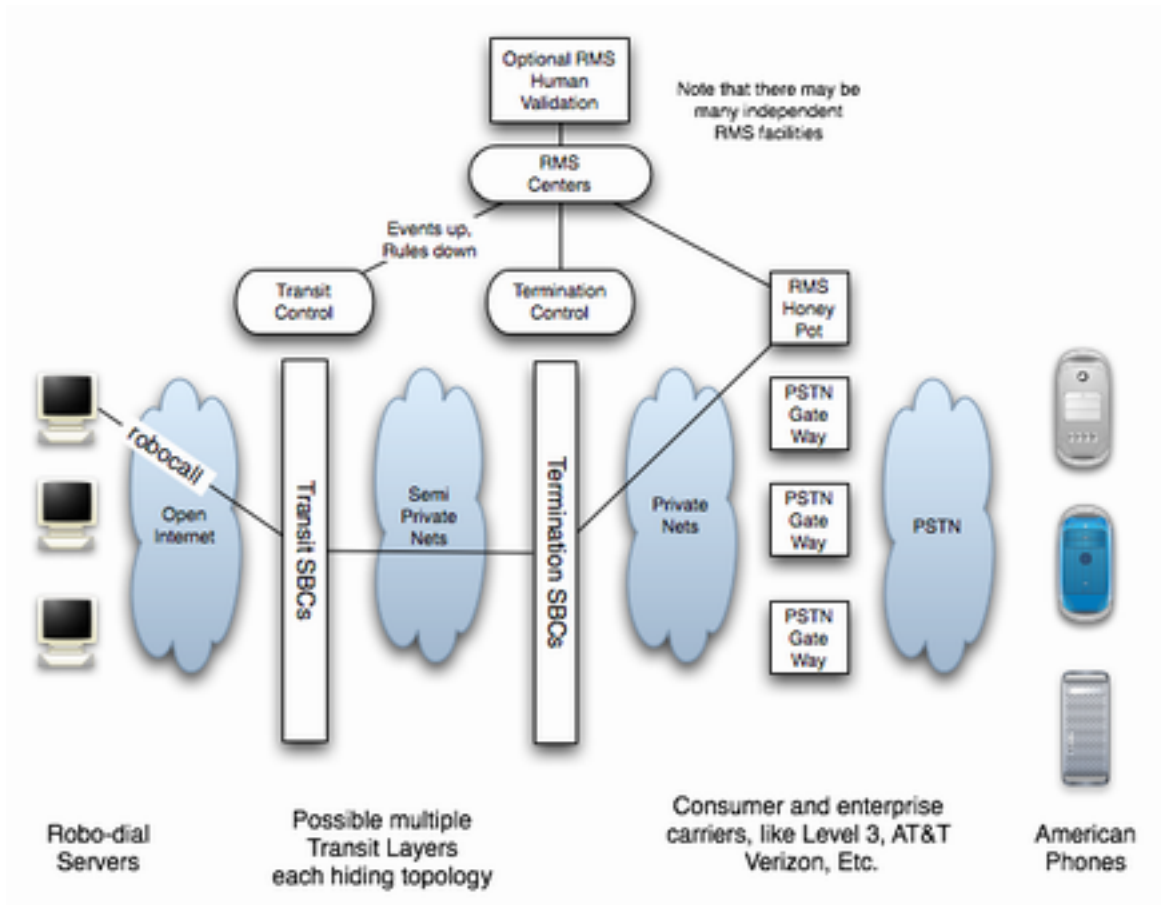 Optional RMS
Human
Validation
Note that there may be
many independent
RMS facilities
RMS
Centers
Events up,
Rules down
Transit
Control
Termination
Control
RMS
Honey
Pot
robocall
Open
Internet
Transit SBCs
Semi
Private
Nets
Termination SBCs
Private
Nets
PSTN
Gate
Way
PSTN
Gate
Way
PSTN
Gate
Way
PSTN
Robo-dial
Servers
Possible multiple
Transit Layers
each hiding topology
Consumer and enterprise
carriers, like Level 3, AT&T
Verizon, Etc.
American
Phones